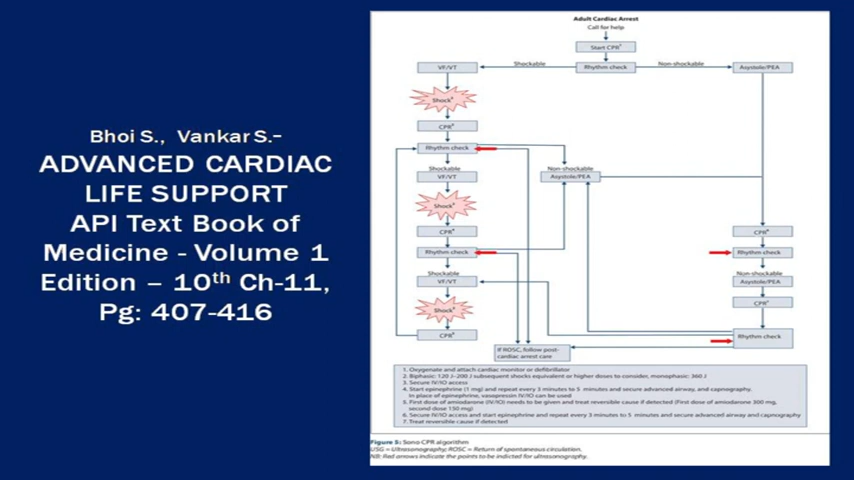 Bhoi S., Vankar S.-
ADVANCED CARDIAC
LIFE SUPPORT
API Text Book of
Medicine - Volume 1
Edition – 10th Ch-11,
Pg: 407-416
Adult Cardiac Arrest
Call for help
Start CPR¹
VF/VT
Shockable
Rhythm check
Non-shockable
Asystole/PEA
Shock²
CPR³
Rhythm check
Shockable
VF/VT
Non-shockable
Asystole/PEA
Shock
CPR
Rhythm check
Shockable
VF/VT
Shock
CPR
CPR
Rhythm check
Non-shockable
Asystole/PEA
CPR
Rhythm check
If ROSC, follow post-
cardiac arrest care
1. Oxygenate and attach cardiac monitor or defibrillator
2. Biphasic: 120 J–200 J subsequent shocks equivalent or higher doses to consider, monophasic: 360 J
3. Secure IV/IO access
4. Start epinephrine (1 mg) and repeat every 3 minutes to 5 minutes and secure advanced airway, and capnography.
In place of epinephrine, vasopressin IV/IO can be used
5. First dose of amiodarone (IV/IO) needs to be given and treat reversible cause if detected (First dose of amiodarone 300 mg,
second dose 150 mg)
6. Secure IV/IO access and start epinephrine and repeat every 3 minutes to 5 minutes and secure advanced airway and capnography
7. Treat reversible cause if detected
Figure 5: Sono-CPR algorithm
USG = Ultrasonography; ROSC = Return of spontaneous circulation.
NB: Red arrows indicate the points to be indicted for ultrasonography.